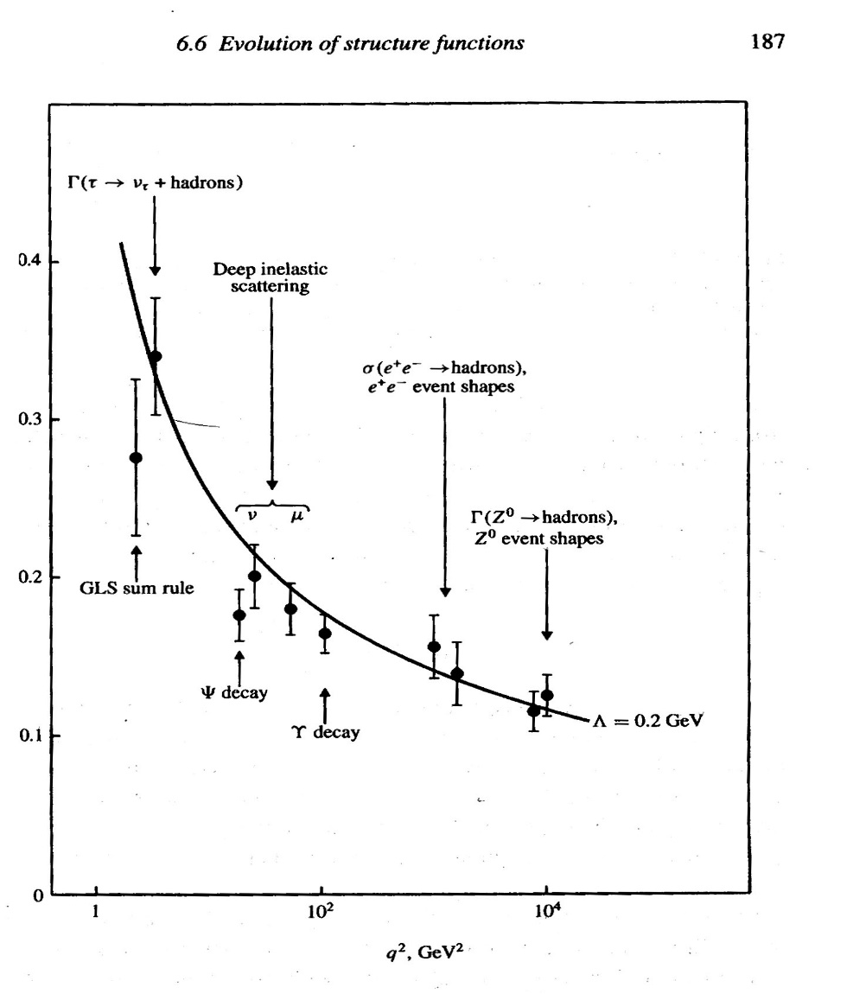 6.6 Evolution of structure functions
187
Γ(τ → ντ + hadrons)
0.4
Deep inelastic
scattering
σ(e⁺e⁻ →hadrons),
e⁺e⁻ event shapes
0.3
ν μ
Γ(Z⁰ →hadrons),
Z⁰ event shapes
0.2
GLS sum rule
Ψ decay
ϒ decay
Λ = 0.2 GeV
0.1
0
1
10²
10⁴
q², GeV²